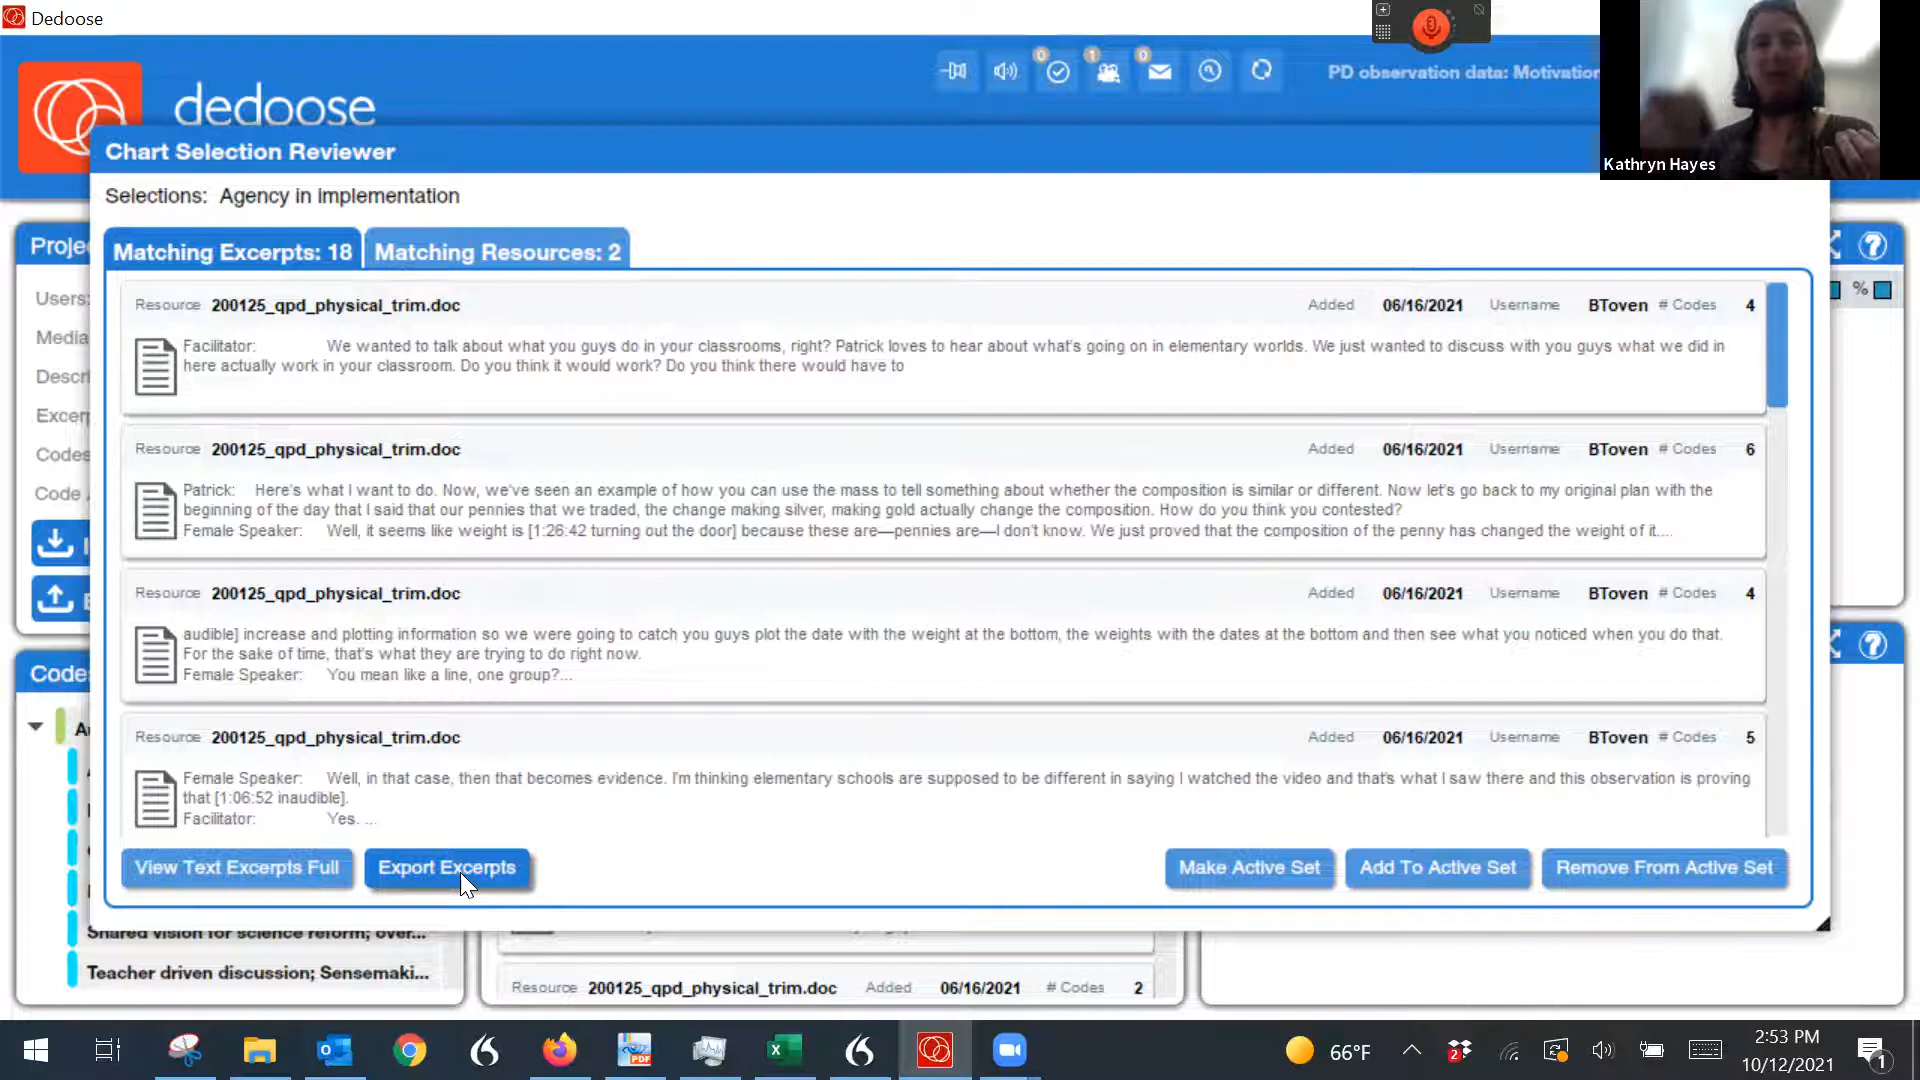 Dedoose
dedoose
0
1
0
PD observation data: Motivation
Kathryn Hayes
Chart Selection Reviewer
Selections: Agency in implementation
Matching Excerpts: 18
Matching Resources: 2
Resource 200125_qpd_physical_trim.doc Added 06/16/2021 Username BToven # Codes 4
Facilitator: We wanted to talk about what you guys do in your classrooms, right? Patrick loves to hear about what's going on in elementary worlds. We just wanted to discuss with you guys what we did in
here actually work in your classroom. Do you think it would work? Do you think there would have to
Resource 200125_qpd_physical_trim.doc Added 06/16/2021 Username BToven # Codes 6
Patrick: Here's what I want to do. Now, we've seen an example of how you can use the mass to tell something about whether the composition is similar or different. Now let's go back to my original plan with the
beginning of the day that I said that our pennies that we traded, the change making silver, making gold actually change the composition. How do you think you contested?
Female Speaker: Well, it seems like weight is [1:26:42 turning out the door] because these are—pennies are—I don't know. We just proved that the composition of the penny has changed the weight of it....
Resource 200125_qpd_physical_trim.doc Added 06/16/2021 Username BToven # Codes 4
audible] increase and plotting information so we were going to catch you guys plot the date with the weight at the bottom, the weights with the dates at the bottom and then see what you noticed when you do that.
For the sake of time, that's what they are trying to do right now.
Female Speaker: You mean like a line, one group?...
Resource 200125_qpd_physical_trim.doc Added 06/16/2021 Username BToven # Codes 5
Female Speaker: Well, in that case, then that becomes evidence. I'm thinking elementary schools are supposed to be different in saying I watched the video and that's what I saw there and this observation is proving
that [1:06:52 inaudible].
Facilitator: Yes. ...
View Text Excerpts Full
Export Excerpts
Make Active Set
Add To Active Set
Remove From Active Set
Proje
Users:
Media
Descri
Excerp
Codes
Code
%
Codes
Shared vision for science reform; over...
Teacher driven discussion; Sensemaki...
Resource 200125_qpd_physical_trim.doc Added 06/16/2021 # Codes 2
66°F
2
2:53 PM
10/12/2021
1